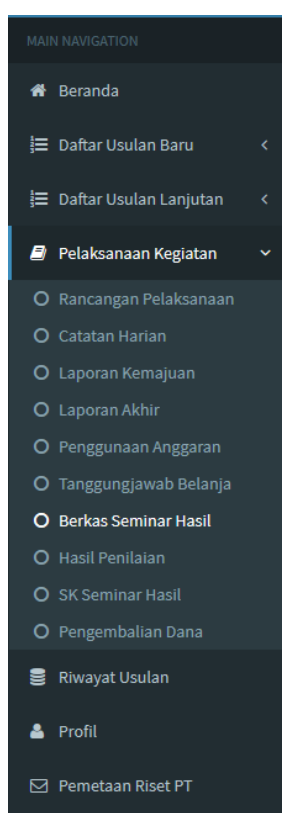 MAIN NAVIGATION
Beranda
Daftar Usulan Baru
Daftar Usulan Lanjutan
Pelaksanaan Kegiatan
Rancangan Pelaksanaan
Catatan Harian
Laporan Kemajuan
Laporan Akhir
Penggunaan Anggaran
Tanggungjawab Belanja
Berkas Seminar Hasil
Hasil Penilaian
SK Seminar Hasil
Pengembalian Dana
Riwayat Usulan
Profil
Pemetaan Riset PT